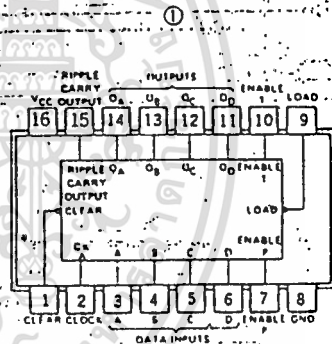 ①
RIPPLE
CARRY OUTPUTS ENABLE
VCC OUTPUT QA QB QC QD T LOAD
16 15 14 13 12 11 10 9
RIPPLE QA QB QC QD ENABLE
CARRY T
OUTPUT
CLEAR LOAD
ENABLE
CK A B C D P
1 2 3 4 5 6 7 8
CLEAR CLOCK A B C D ENABLE GND
P
DATA INPUTS